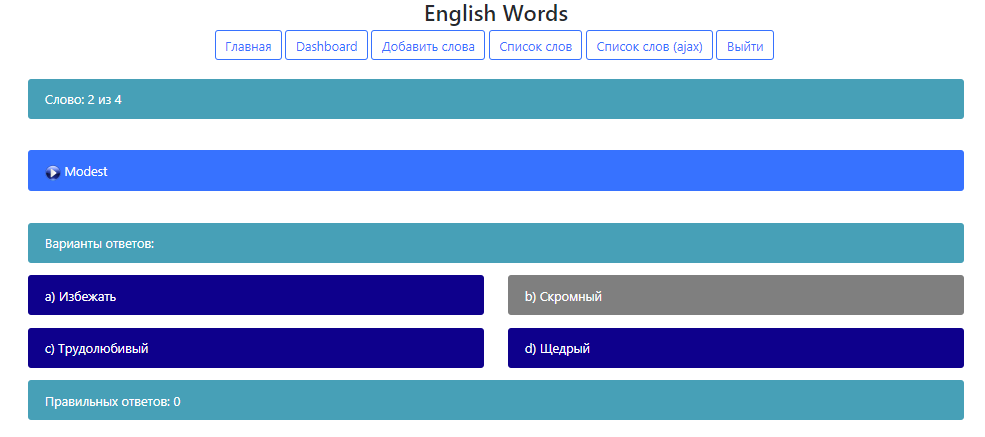 English Words
Главная Dashboard Добавить слова Список слов Список слов (ajax) Выйти
Слово: 2 из 4
Modest
Варианты ответов:
a) Избежать b) Скромный
c) Трудолюбивый d) Щедрый
Правильных ответов: 0